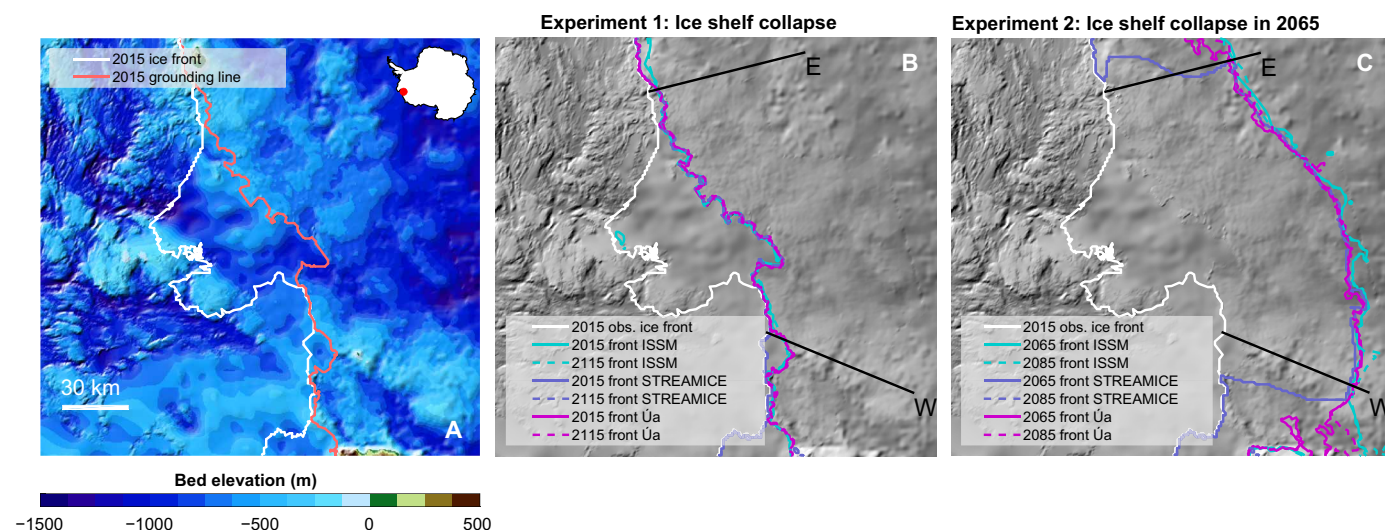 Experiment 1: Ice shelf collapse
Experiment 2: Ice shelf collapse in 2065
2015 ice front
2015 grounding line
30 km
A
Bed elevation (m)
−1500 −1000 −500 0 500
E
B
2015 obs. ice front
2015 front ISSM
2115 front ISSM
2015 front STREAMICE
2115 front STREAMICE
2015 front Úa
2115 front Úa
W
E
C
2015 obs. ice front
2065 front ISSM
2085 front ISSM
2065 front STREAMICE
2085 front STREAMICE
2065 front Úa
2085 front Úa
W